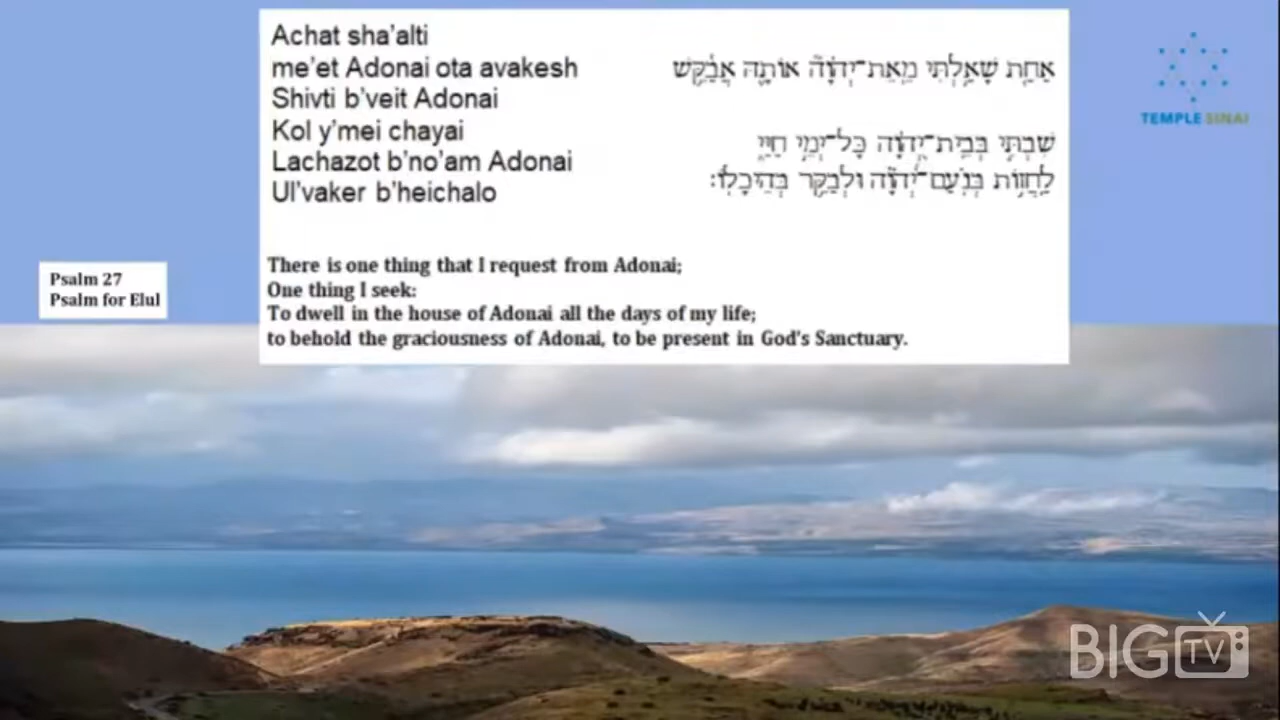 Achat sha'alti
me'et Adonai ota avakesh
Shivti b'veit Adonai
Kol y'mei chayai
Lachazot b'no'am Adonai
Ul'vaker b'heichalo
אַחַ֤ת שָׁאַ֣לְתִּי מֵֽאֵת־יְהוָה֮ אוֹתָ֪הּ אֲבַ֫קֵּ֥שׁ
שִׁבְתִּ֣י בְּבֵית־יְ֭הוָה כָּל־יְמֵ֣י חַיַּ֑י
לַחֲז֥וֹת בְּנֹֽעַם־יְ֝הוָ֗ה וּלְבַקֵּ֥ר בְּהֵיכָלֽוֹ׃
There is one thing that I request from Adonai;
One thing I seek:
To dwell in the house of Adonai all the days of my life;
to behold the graciousness of Adonai, to be present in God's Sanctuary.
TEMPLE SINAI
Psalm 27
Psalm for Elul
BIG TV